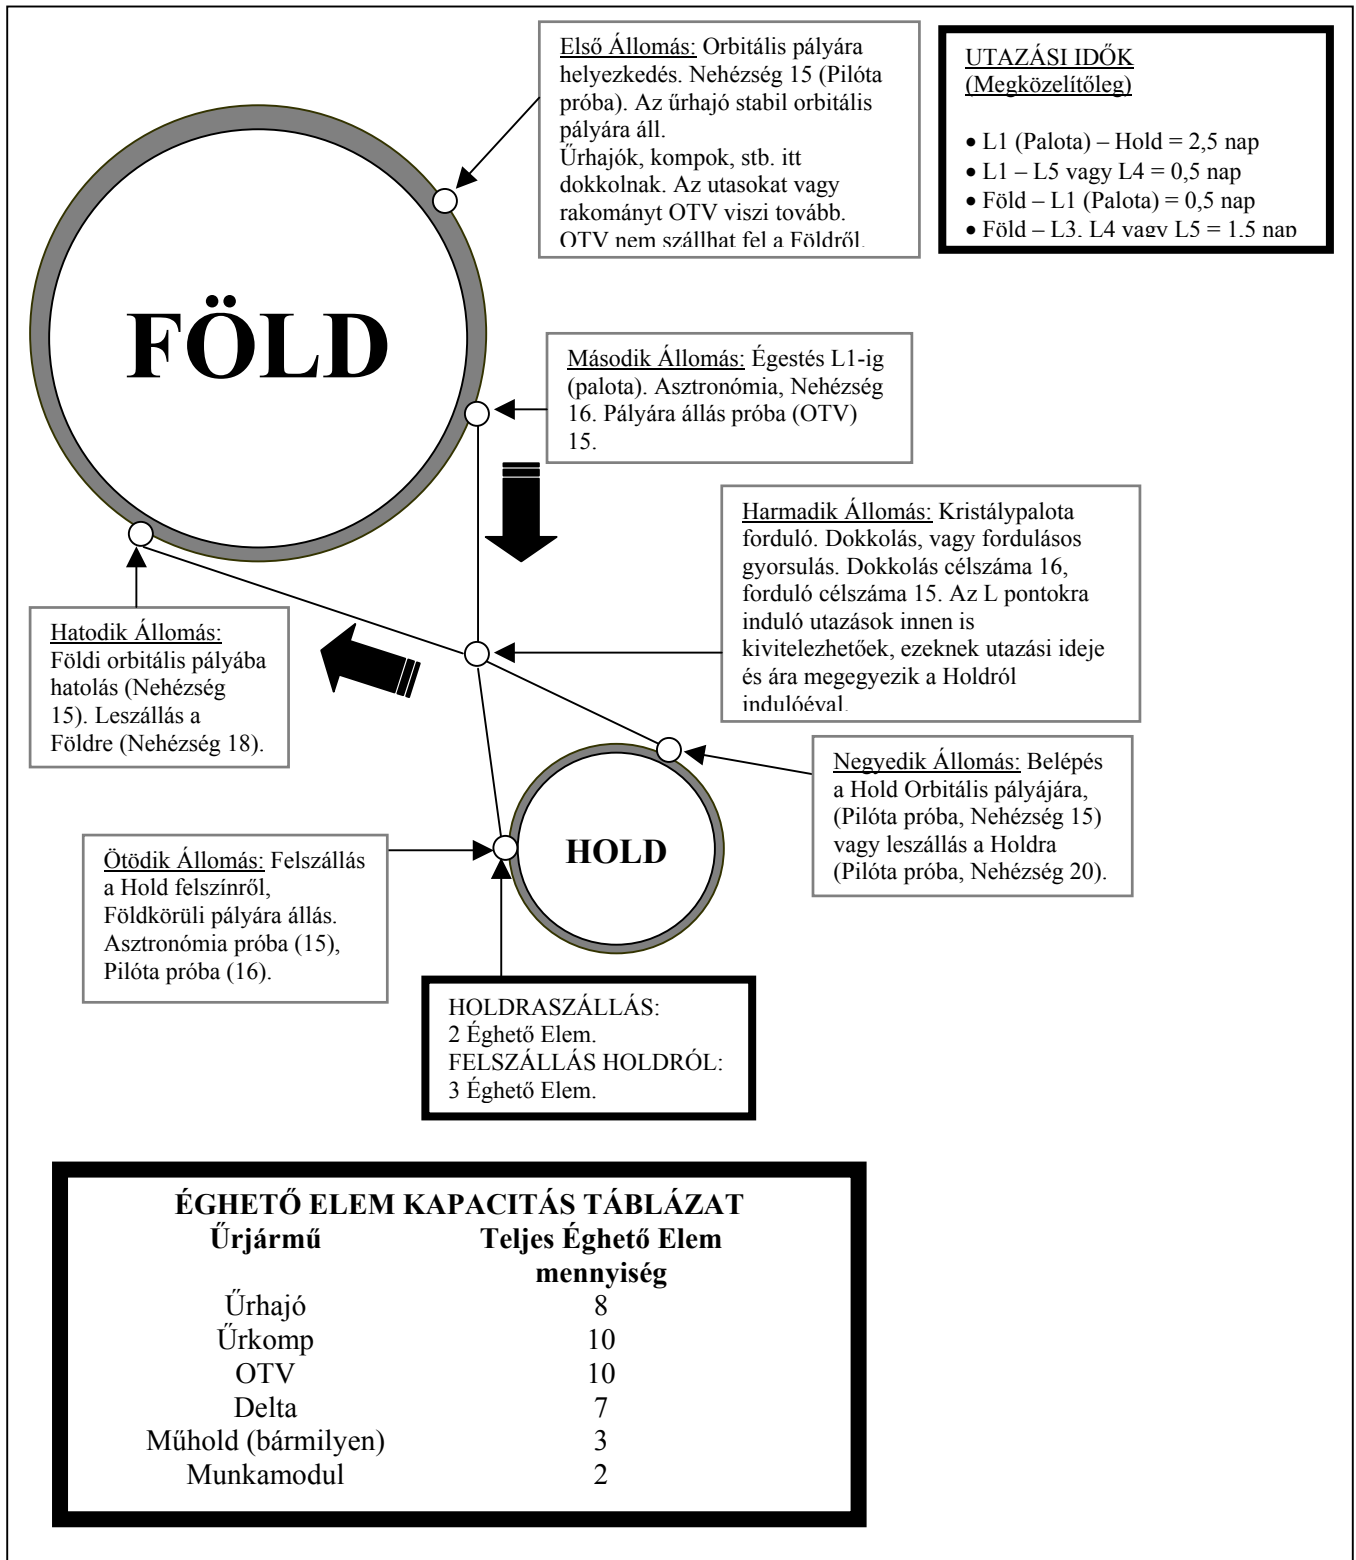 Első Állomás: Orbitális pályára
helyezkedés. Nehézség 15 (Pilóta
próba). Az űrhajó stabil orbitális
pályára áll.
Űrhajók, kompok, stb. itt
dokkolnak. Az utasokat vagy
rakományt OTV viszi tovább.
OTV nem szállhat fel a Földről.
UTAZÁSI IDŐK
(Megközelítőleg)
• L1 (Palota) – Hold = 2,5 nap
• L1 – L5 vagy L4 = 0,5 nap
• Föld – L1 (Palota) = 0,5 nap
• Föld – L3, L4 vagy L5 = 1,5 nap
FÖLD
Második Állomás: Égestés L1-ig
(palota). Asztronómia, Nehézség
16. Pályára állás próba (OTV)
15.
Harmadik Állomás: Kristálypalota
forduló. Dokkolás, vagy fordulásos
gyorsulás. Dokkolás célszáma 16,
forduló célszáma 15. Az L pontokra
induló utazások innen is
kivitelezhetőek, ezeknek utazási ideje
és ára megegyezik a Holdról
indulóéval.
Hatodik Állomás:
Földi orbitális pályába
hatolás (Nehézség
15). Leszállás a
Földre (Nehézség 18).
Negyedik Állomás: Belépés
a Hold Orbitális pályájára,
(Pilóta próba, Nehézség 15)
vagy leszállás a Holdra
(Pilóta próba, Nehézség 20).
HOLD
Ötödik Állomás: Felszállás
a Hold felszínről,
Földkörüli pályára állás.
Asztronómia próba (15),
Pilóta próba (16).
HOLDRASZÁLLÁS:
2 Éghető Elem.
FELSZÁLLÁS HOLDRÓL:
3 Éghető Elem.
ÉGHETŐ ELEM KAPACITÁS TÁBLÁZAT
Űrjármű Teljes Éghető Elem
mennyiség
Űrhajó 8
Űrkomp 10
OTV 10
Delta 7
Műhold (bármilyen) 3
Munkamodul 2